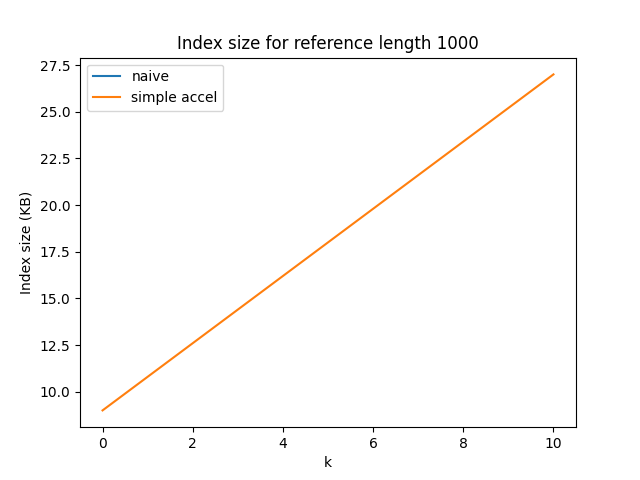 Index size for reference length 1000
naive
simple accel
Index size (KB)
27.5
25.0
22.5
20.0
17.5
15.0
12.5
10.0
0 2 4 6 8 10
k